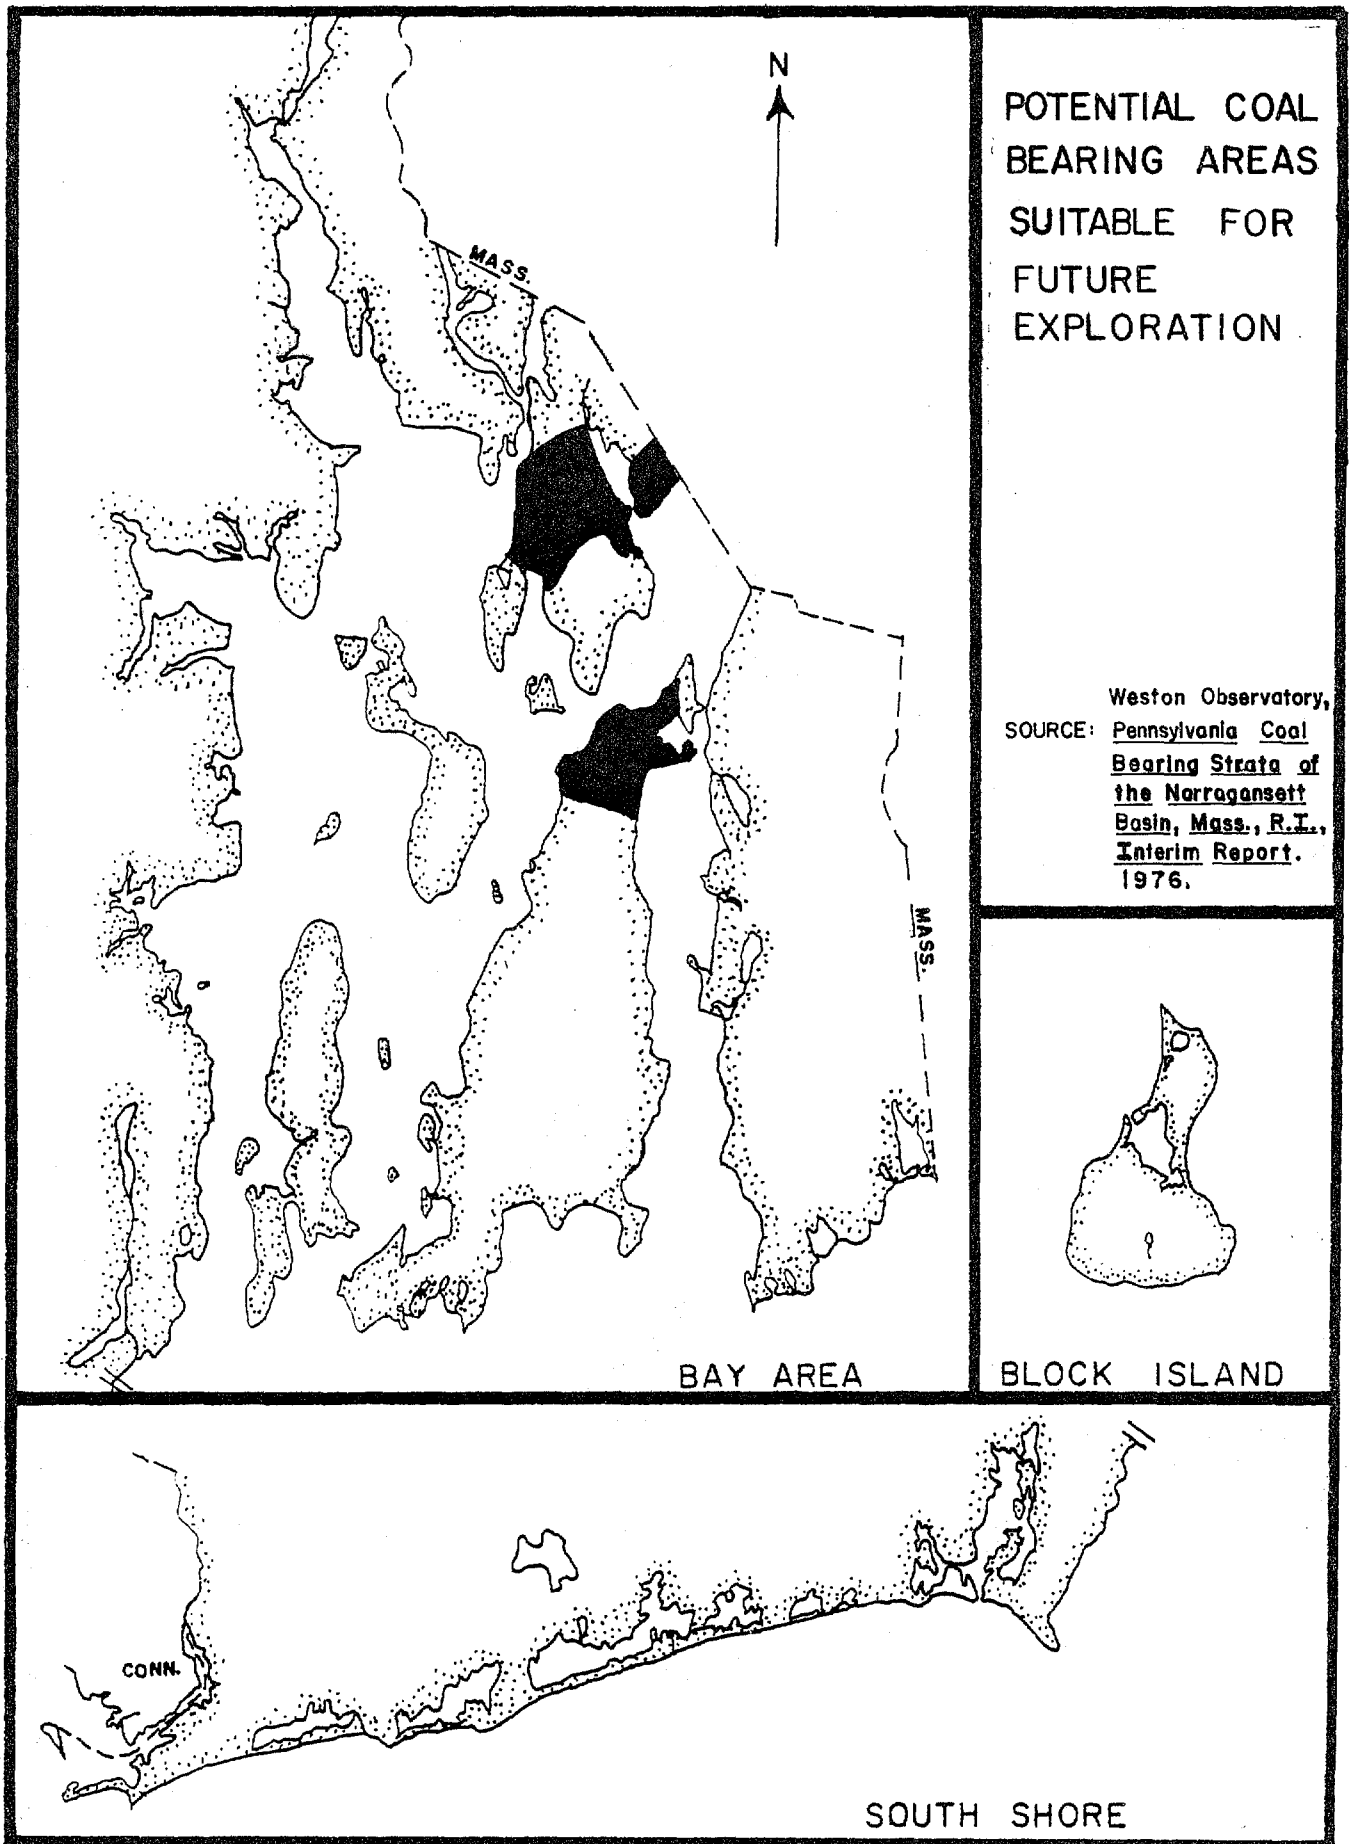 N
MASS.
MASS.
BAY AREA
POTENTIAL COAL
BEARING AREAS
SUITABLE FOR
FUTURE
EXPLORATION
Weston Observatory,
SOURCE: Pennsylvania Coal
Bearing Strata of
the Narragansett
Basin, Mass., R.I.,
Interim Report.
1976.
BLOCK ISLAND
CONN.
SOUTH SHORE